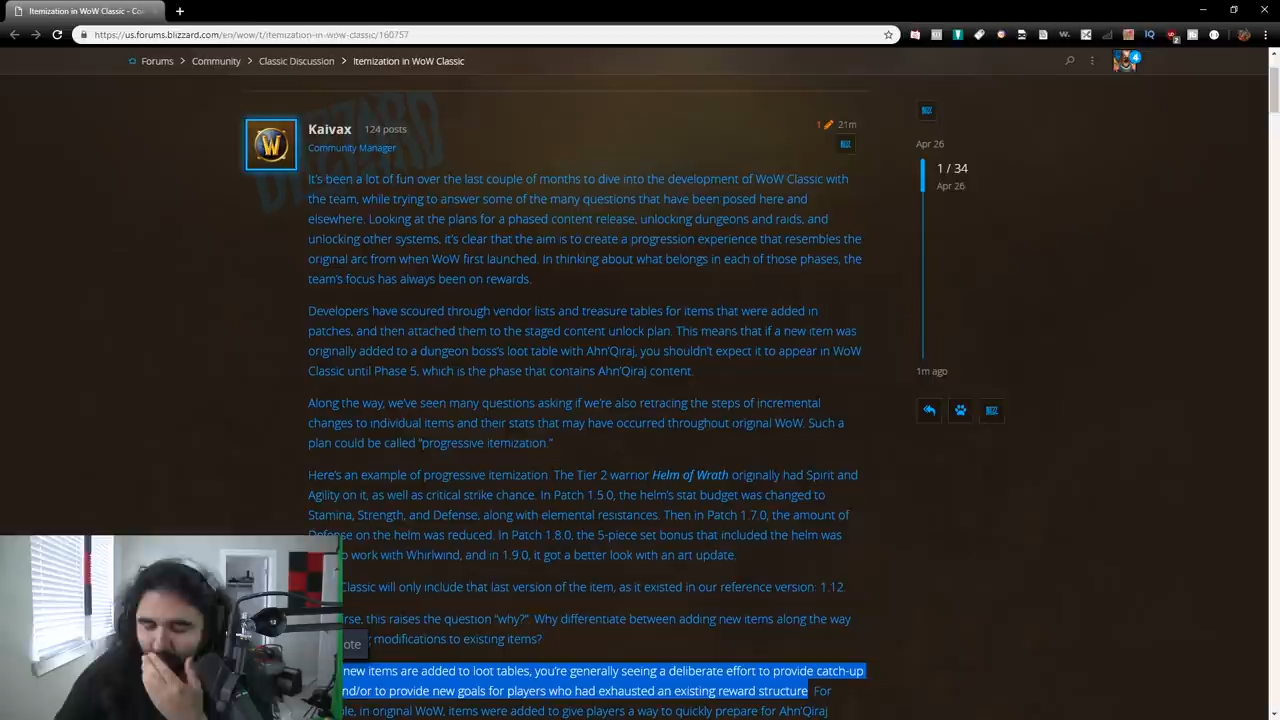 Itemization in WoW Classic - Co
https://us.forums.blizzard.com/en/wow/t/itemization-in-wow-classic/160757
Forums > Community > Classic Discussion > Itemization in WoW Classic
4
Kaivax 124 posts
1 21m
Community Manager
BLIZZ
It's been a lot of fun over the last couple of months to dive into the development of WoW Classic with
the team, while trying to answer some of the many questions that have been posed here and
elsewhere. Looking at the plans for a phased content release, unlocking dungeons and raids, and
unlocking other systems, it's clear that the aim is to create a progression experience that resembles the
original arc from when WoW first launched. In thinking about what belongs in each of those phases, the
team's focus has always been on rewards.
Developers have scoured through vendor lists and treasure tables for items that were added in
patches, and then attached them to the staged content unlock plan. This means that if a new item was
originally added to a dungeon boss's loot table with Ahn'Qiraj, you shouldn't expect it to appear in WoW
Classic until Phase 5, which is the phase that contains Ahn'Qiraj content.
Along the way, we've seen many questions asking if we're also retracing the steps of incremental
changes to individual items and their stats that may have occurred throughout original WoW. Such a
plan could be called "progressive itemization."
Here's an example of progressive itemization. The Tier 2 warrior Helm of Wrath originally had Spirit and
Agility on it, as well as critical strike chance. In Patch 1.5.0, the helm's stat budget was changed to
Stamina, Strength, and Defense, along with elemental resistances. Then in Patch 1.7.0, the amount of
Defense on the helm was reduced. In Patch 1.8.0, the 5-piece set bonus that included the helm was
to work with Whirlwind, and in 1.9.0, it got a better look with an art update.
Classic will only include that last version of the item, as it existed in our reference version: 1.12.
rse, this raises the question "why?" Why differentiate between adding new items along the way
modifications to existing items?
ote
new items are added to loot tables, you're generally seeing a deliberate effort to provide catch-up
nd/or to provide new goals for players who had exhausted an existing reward structure. For
le, in original WoW, items were added to give players a way to quickly prepare for Ahn'Qiraj
BLIZZ
Apr 26
1 / 34
Apr 26
1m ago
BLIZZ